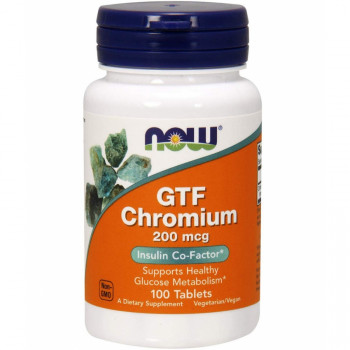 NOW
GTF
Chromium
200 mcg
Insulin Co-Factor*
Supports Healthy
Glucose Metabolism*
100 Tablets
Non-
GMO
A Dietary Supplement Vegetarian/Vegan